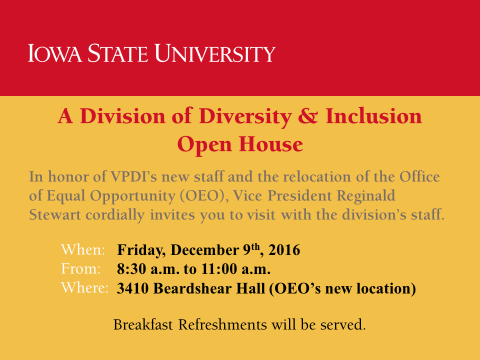 IOWA STATE UNIVERSITY
A Division of Diversity & Inclusion
Open House
In honor of VPDI's new staff and the relocation of the Office
of Equal Opportunity (OEO), Vice President Reginald
Stewart cordially invites you to visit with the division's staff.
When: Friday, December 9th, 2016
From: 8:30 a.m. to 11:00 a.m.
Where: 3410 Beardshear Hall (OEO's new location)
Breakfast Refreshments will be served.